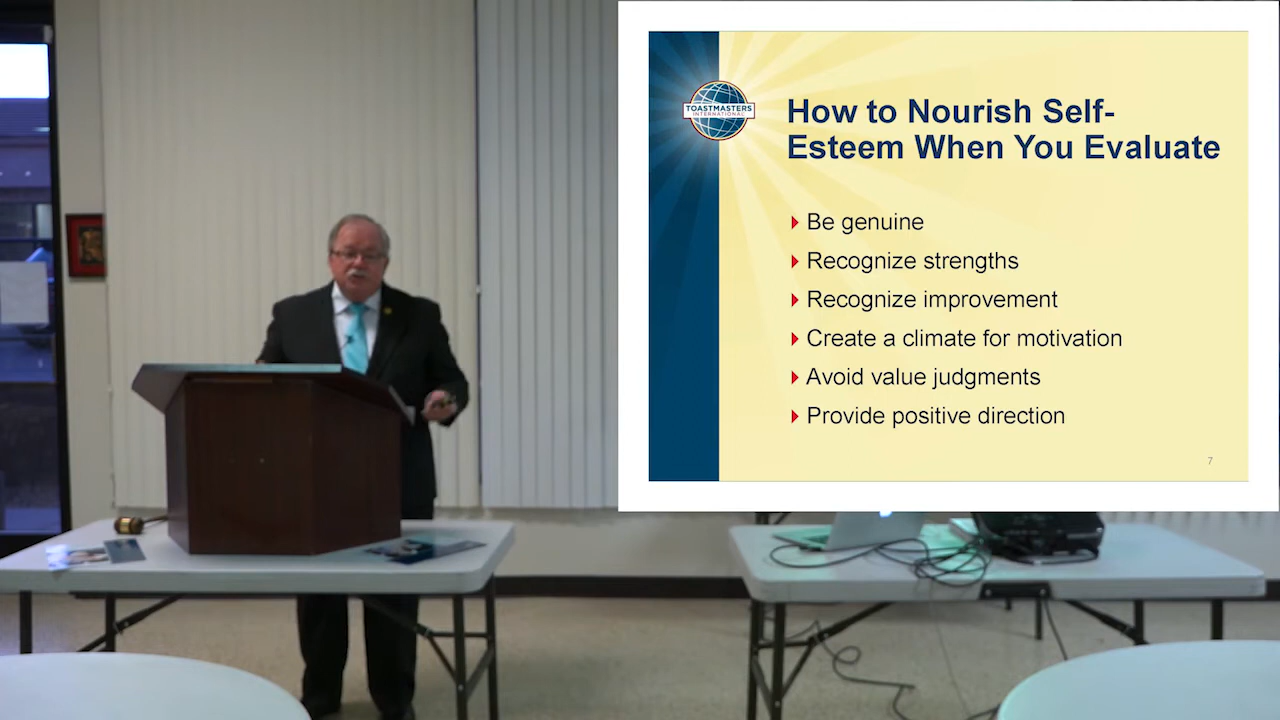 TOASTMASTERS
INTERNATIONAL
How to Nourish Self-
Esteem When You Evaluate
Be genuine
Recognize strengths
Recognize improvement
Create a climate for motivation
Avoid value judgments
Provide positive direction
7